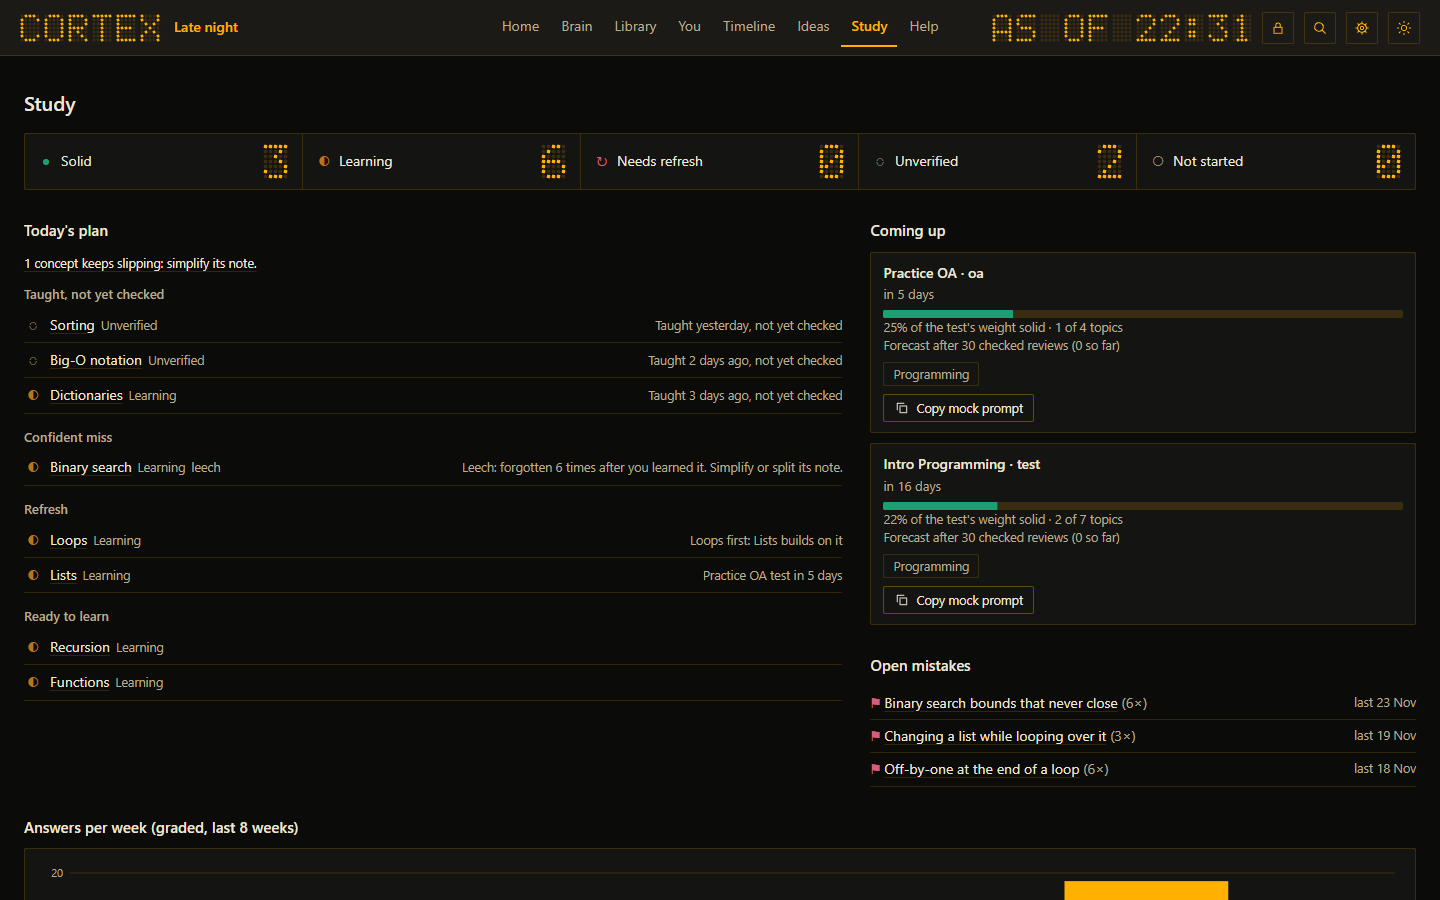 CORTEX Late night Home Brain Library You Timeline Ideas Study Help AS OF 22:31
Study
Solid 3 Learning 6 Needs refresh 0 Unverified 2 Not started 0
Today's plan
1 concept keeps slipping: simplify its note.
Taught, not yet checked
Sorting Unverified Taught yesterday, not yet checked
Big-O notation Unverified Taught 2 days ago, not yet checked
Dictionaries Learning Taught 3 days ago, not yet checked
Confident miss
Binary search Learning leech Leech: forgotten 6 times after you learned it. Simplify or split its note.
Refresh
Loops Learning Loops first: Lists builds on it
Lists Learning Practice OA test in 5 days
Ready to learn
Recursion Learning
Functions Learning
Coming up
Practice OA · oa
in 5 days
25% of the test's weight solid · 1 of 4 topics
Forecast after 30 checked reviews (0 so far)
Programming
Copy mock prompt
Intro Programming · test
in 16 days
22% of the test's weight solid · 2 of 7 topics
Forecast after 30 checked reviews (0 so far)
Programming
Copy mock prompt
Open mistakes
Binary search bounds that never close (6×) last 23 Nov
Changing a list while looping over it (3×) last 19 Nov
Off-by-one at the end of a loop (6×) last 18 Nov
Answers per week (graded, last 8 weeks)
20